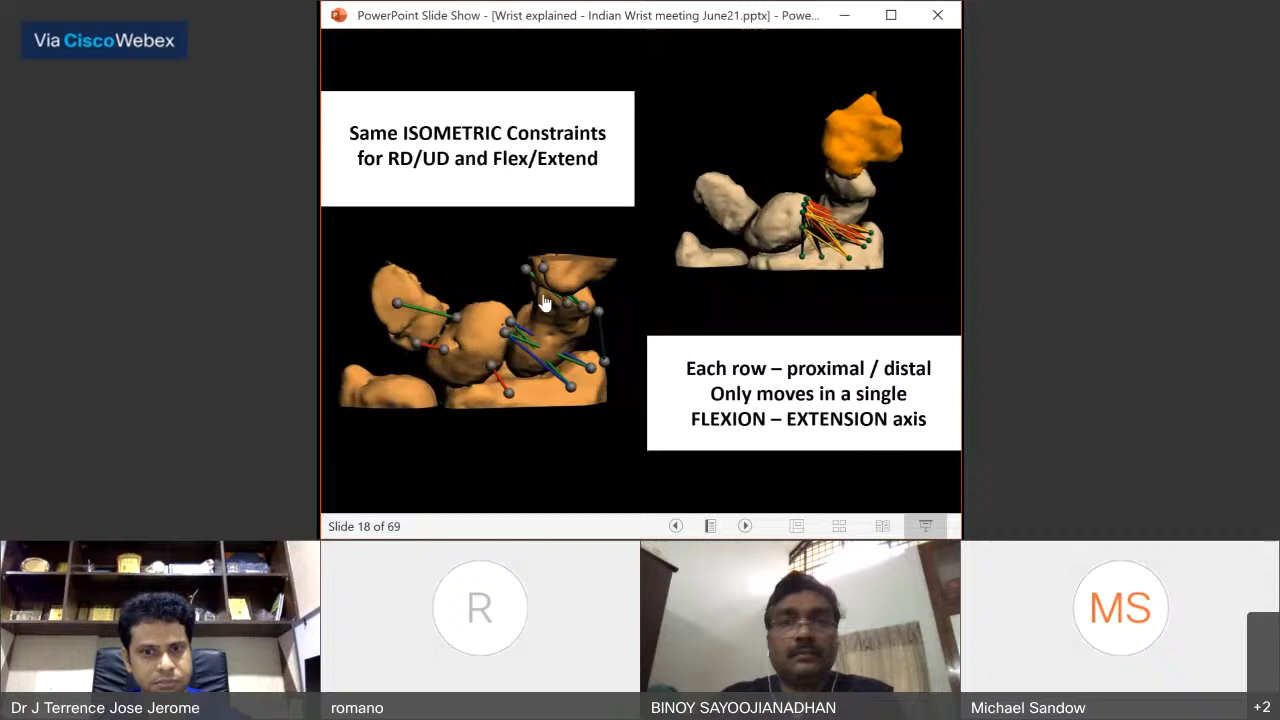 Via CiscoWebex
PowerPoint Slide Show - [Wrist explained - Indian Wrist meeting June21.pptx] - Powe...
Same ISOMETRIC Constraints
for RD/UD and Flex/Extend
Each row – proximal / distal
Only moves in a single
FLEXION – EXTENSION axis
Slide 18 of 69
R
MS
Dr J Terrence Jose Jerome
romano
BINOY SAYOOJIANADHAN
Michael Sandow
+2